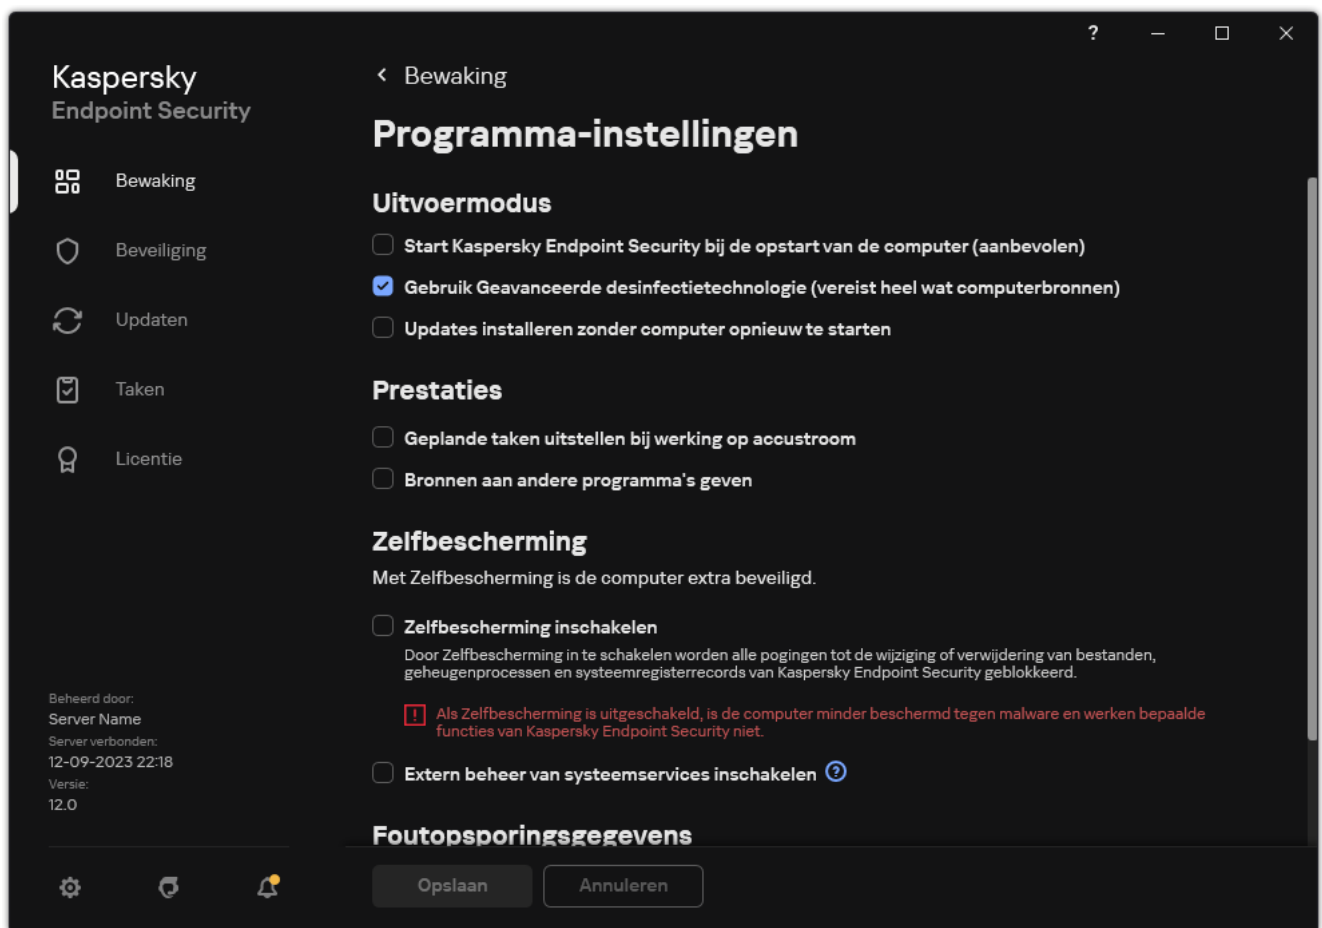 ?
Kaspersky
Endpoint Security
Bewaking
Beveiliging
Updaten
Taken
Licentie
Beheerd door:
Server Name
Server verbonden:
12-09-2023 22:18
Versie:
12.0
Bewaking
Programma-instellingen
Uitvoermodus
Start Kaspersky Endpoint Security bij de opstart van de computer (aanbevolen)
Gebruik Geavanceerde desinfectietechnologie (vereist heel wat computerbronnen)
Updates installeren zonder computer opnieuw te starten
Prestaties
Geplande taken uitstellen bij werking op accustroom
Bronnen aan andere programma's geven
Zelfbescherming
Met Zelfbescherming is de computer extra beveiligd.
Zelfbescherming inschakelen
Door Zelfbescherming in te schakelen worden alle pogingen tot de wijziging of verwijdering van bestanden,
geheugenprocessen en systeemregisterrecords van Kaspersky Endpoint Security geblokkeerd.
Als Zelfbescherming is uitgeschakeld, is de computer minder beschermd tegen malware en werken bepaalde
functies van Kaspersky Endpoint Security niet.
Extern beheer van systeemservices inschakelen
Foutopsporingsgegevens
Opslaan
Annuleren